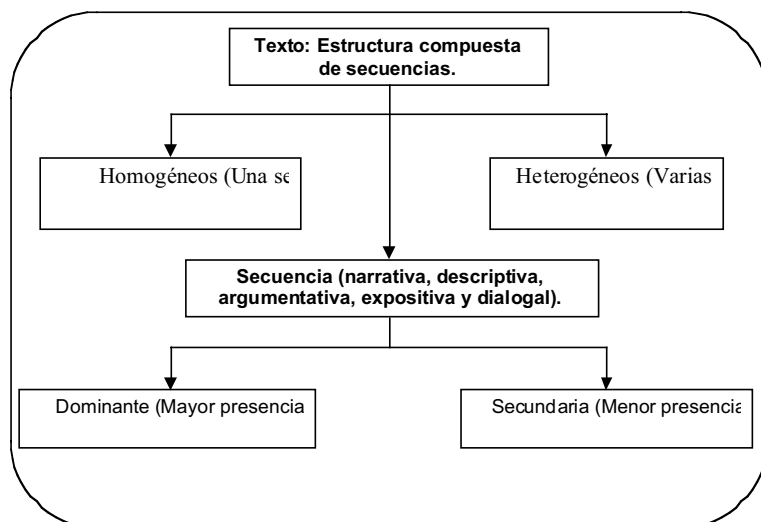 Texto: Estructura compuesta
de secuencias.
Homogéneos (Una se
Heterogéneos (Varias
Secuencia (narrativa, descriptiva,
argumentativa, expositiva y dialogal).
Dominante (Mayor presencia
Secundaria (Menor presencia